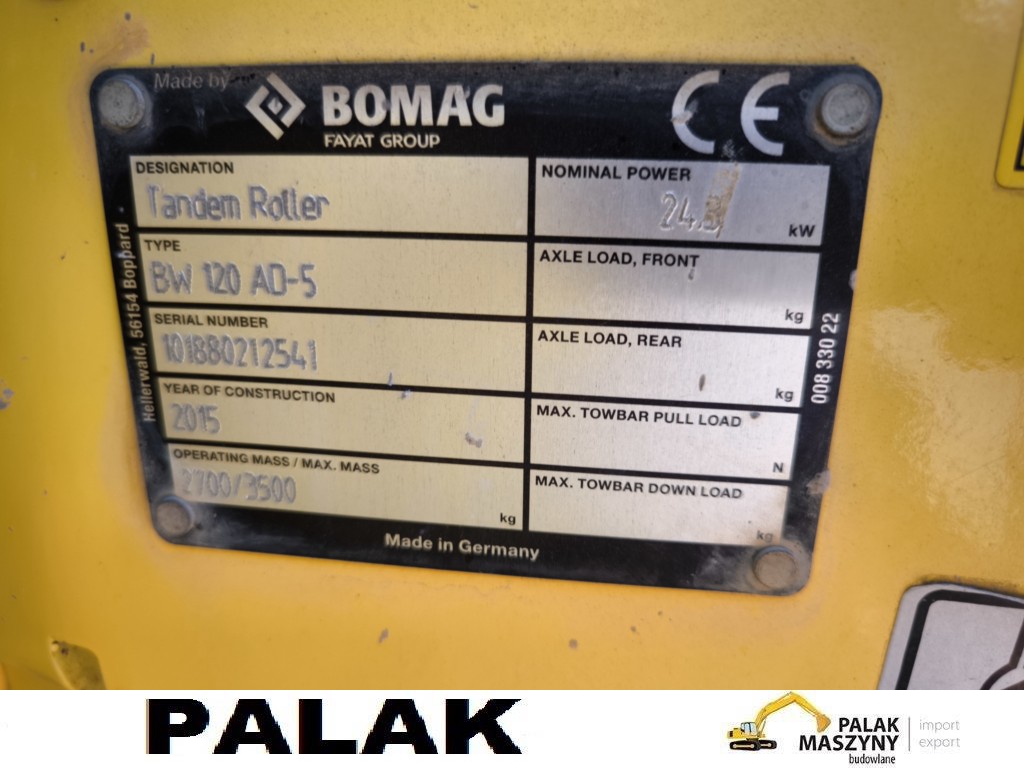 Made by
BOMAG
FAYAT GROUP
CE
DESIGNATION
Tandem Roller
NOMINAL POWER
kW
TYPE
BW 120 AD-5
AXLE LOAD, FRONT
kg
SERIAL NUMBER
101880212541
AXLE LOAD, REAR
kg
YEAR OF CONSTRUCTION
2015
MAX. TOWBAR PULL LOAD
N
OPERATING MASS / MAX. MASS
2700/3500
kg
MAX. TOWBAR DOWN LOAD
kg
Made in Germany
Hellerwald, 56154 Boppard
008 330 22
PALAK
PALAK
MASZYNY
budowlane
import
export